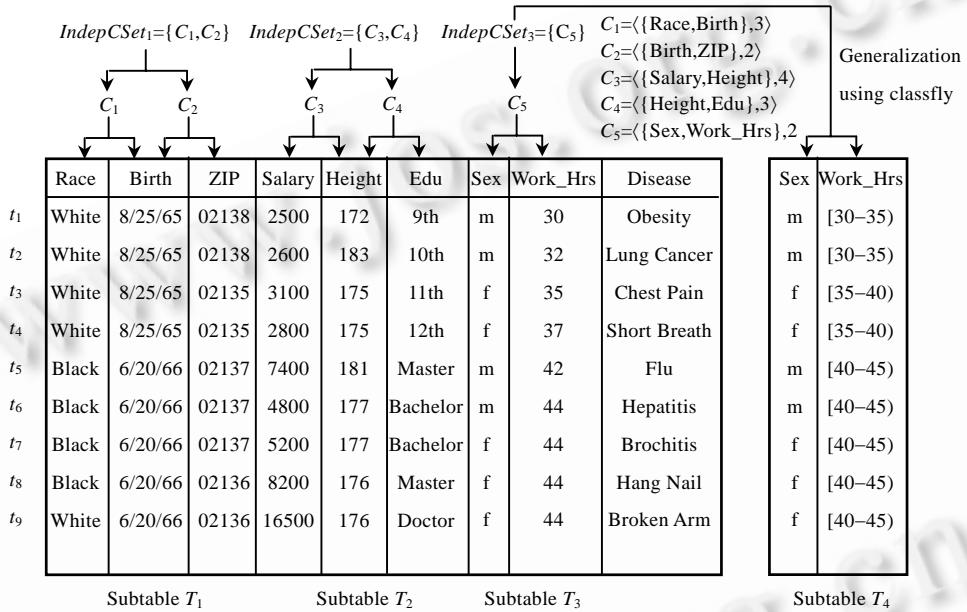 IndepCSet1={C1,C2} IndepCSet2={C3,C4} IndepCSet3={C5}
C1=⟨{Race,Birth},3⟩
C2=⟨{Birth,ZIP},2⟩
C3=⟨{Salary,Height},4⟩
C4=⟨{Height,Edu},3⟩
C5=⟨{Sex,Work_Hrs},2
Generalization
using classfly
C1 C2 C3 C4 C5
Race Birth ZIP Salary Height Edu Sex Work_Hrs Disease Sex Work_Hrs
t1 White 8/25/65 02138 2500 172 9th m 30 Obesity m [30−35)
t2 White 8/25/65 02138 2600 183 10th m 32 Lung Cancer m [30−35)
t3 White 8/25/65 02135 3100 175 11th f 35 Chest Pain f [35−40)
t4 White 8/25/65 02135 2800 175 12th f 37 Short Breath f [35−40)
t5 Black 6/20/66 02137 7400 181 Master m 42 Flu m [40−45)
t6 Black 6/20/66 02137 4800 177 Bachelor m 44 Hepatitis m [40−45)
t7 Black 6/20/66 02137 5200 177 Bachelor f 44 Brochitis f [40−45)
t8 Black 6/20/66 02136 8200 176 Master f 44 Hang Nail f [40−45)
t9 White 6/20/66 02136 16500 176 Doctor f 44 Broken Arm f [40−45)
Subtable T1 Subtable T2 Subtable T3 Subtable T4
www.jos.org.cn